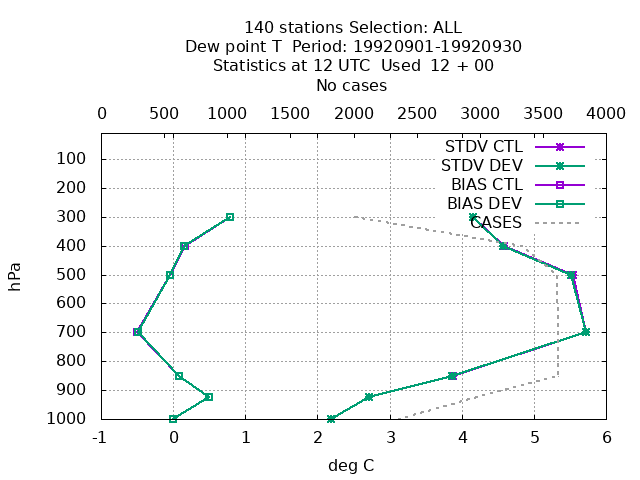 140 stations Selection: ALL
Dew point T  Period: 19920901-19920930
Statistics at 12 UTC  Used  12 + 00
No cases
0 500 1000 1500 2000 2500 3000 3500 4000
STDV CTL
STDV DEV
BIAS CTL
BIAS DEV
CASES
100
200
300
400
500
600
700
800
900
1000
hPa
-1 0 1 2 3 4 5 6
deg C